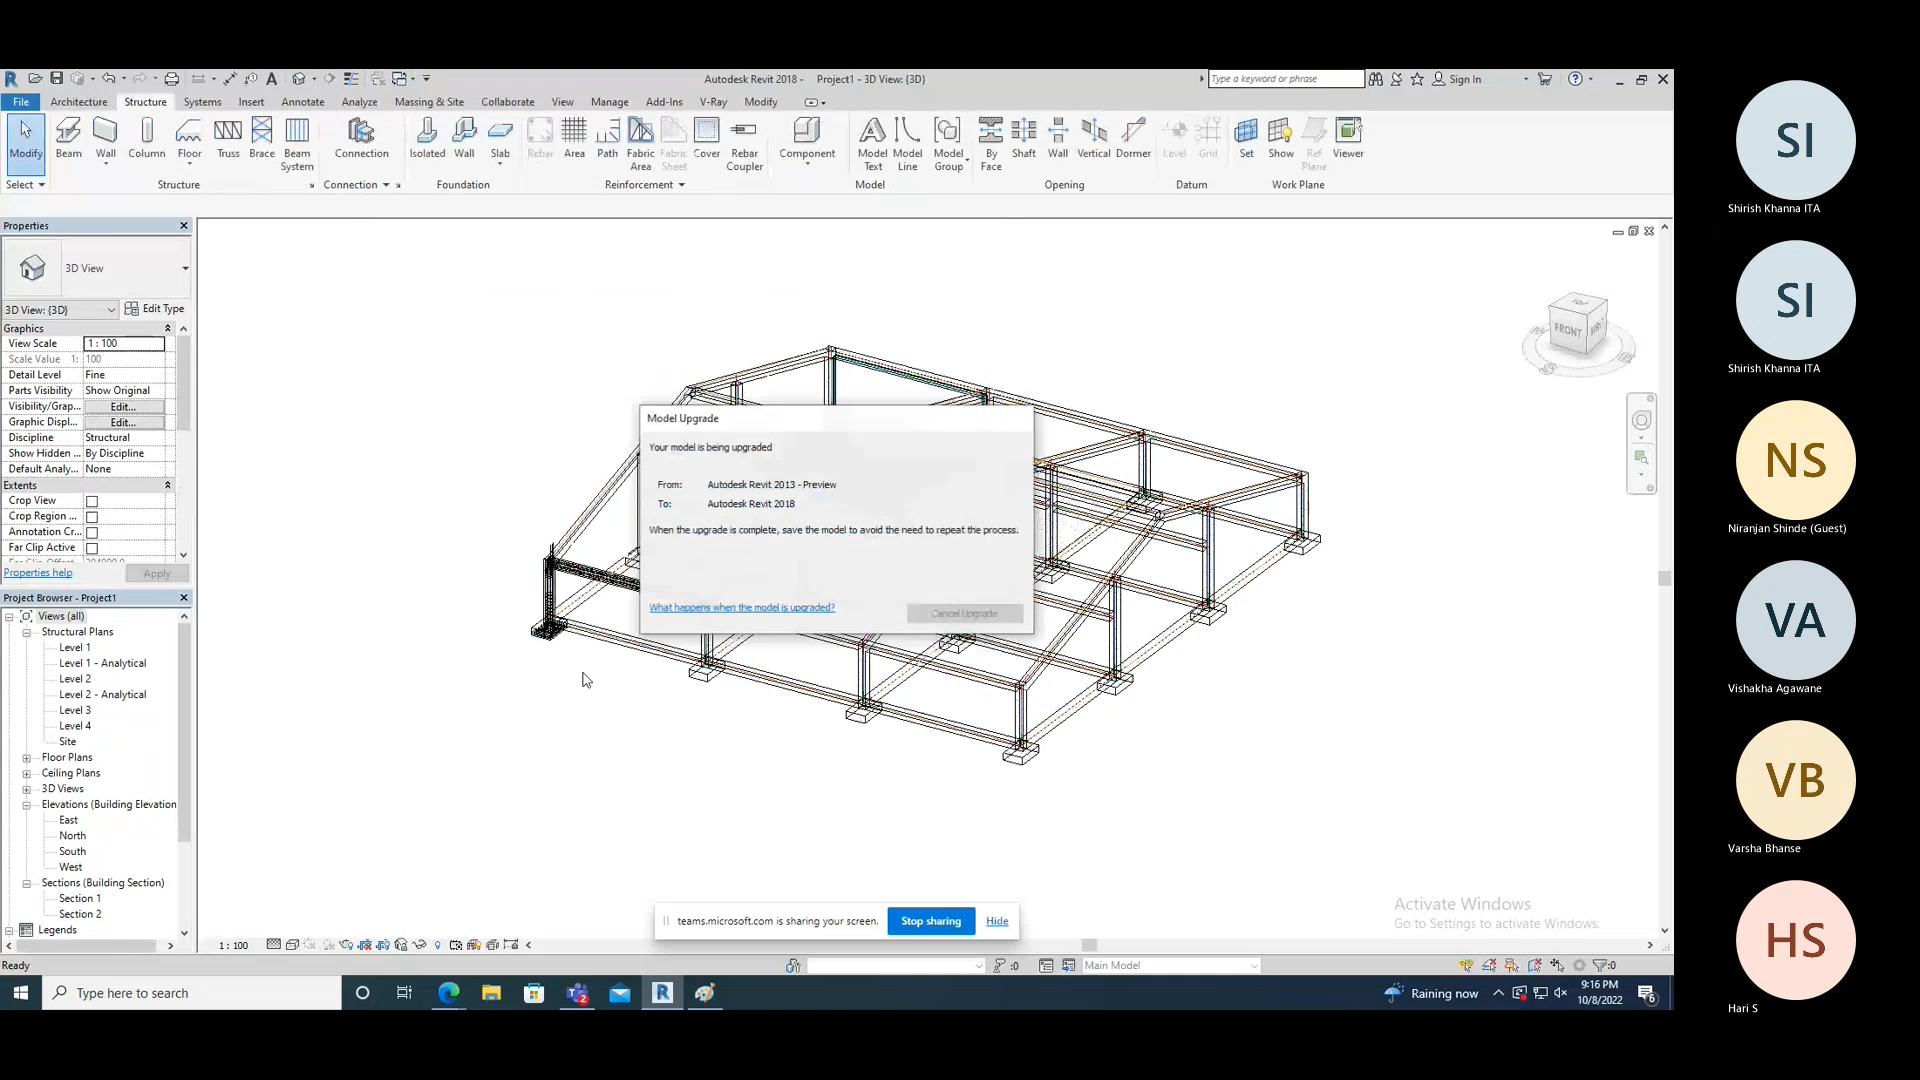 Autodesk Revit 2018 - Project1 - 3D View: {3D}
Type a keyword or phrase
Sign In
File Architecture Structure Systems Insert Annotate Analyze Massing & Site Collaborate View Manage Add-Ins V-Ray Modify
Modify Beam Wall Column Floor Truss Brace Beam System Connection Isolated Wall Slab Rebar Area Path Fabric Area Fabric Sheet Cover Rebar Coupler Component Model Text Model Line Model Group By Face Shaft Wall Vertical Dormer Level Grid Set Show Ref Plane Viewer
Select Structure Connection Foundation Reinforcement Model Opening Datum Work Plane
Properties
3D View
3D View: {3D} Edit Type
Graphics
View Scale 1 : 100
Scale Value 1: 100
Detail Level Fine
Parts Visibility Show Original
Visibility/Grap... Edit...
Graphic Displ... Edit...
Discipline Structural
Show Hidden ... By Discipline
Default Analy... None
Extents
Crop View
Crop Region ...
Annotation Cr...
Far Clip Active
Properties help Apply
Project Browser - Project1
Views (all)
Structural Plans
Level 1
Level 1 - Analytical
Level 2
Level 2 - Analytical
Level 3
Level 4
Site
Floor Plans
Ceiling Plans
3D Views
Elevations (Building Elevation
East
North
South
West
Sections (Building Section)
Section 1
Section 2
Legends
TOP
FRONT
Model Upgrade
Your model is being upgraded
From: Autodesk Revit 2013 - Preview
To: Autodesk Revit 2018
When the upgrade is complete, save the model to avoid the need to repeat the process.
What happens when the model is upgraded? Cancel Upgrade
teams.microsoft.com is sharing your screen. Stop sharing Hide
Activate Windows
Go to Settings to activate Windows.
1 : 100
Ready
:0
Main Model
:0
Type here to search
2
Raining now
9:16 PM
10/8/2022
6
SI
Shirish Khanna ITA
SI
Shirish Khanna ITA
NS
Niranjan Shinde (Guest)
VA
Vishakha Agawane
VB
Varsha Bhanse
HS
Hari S